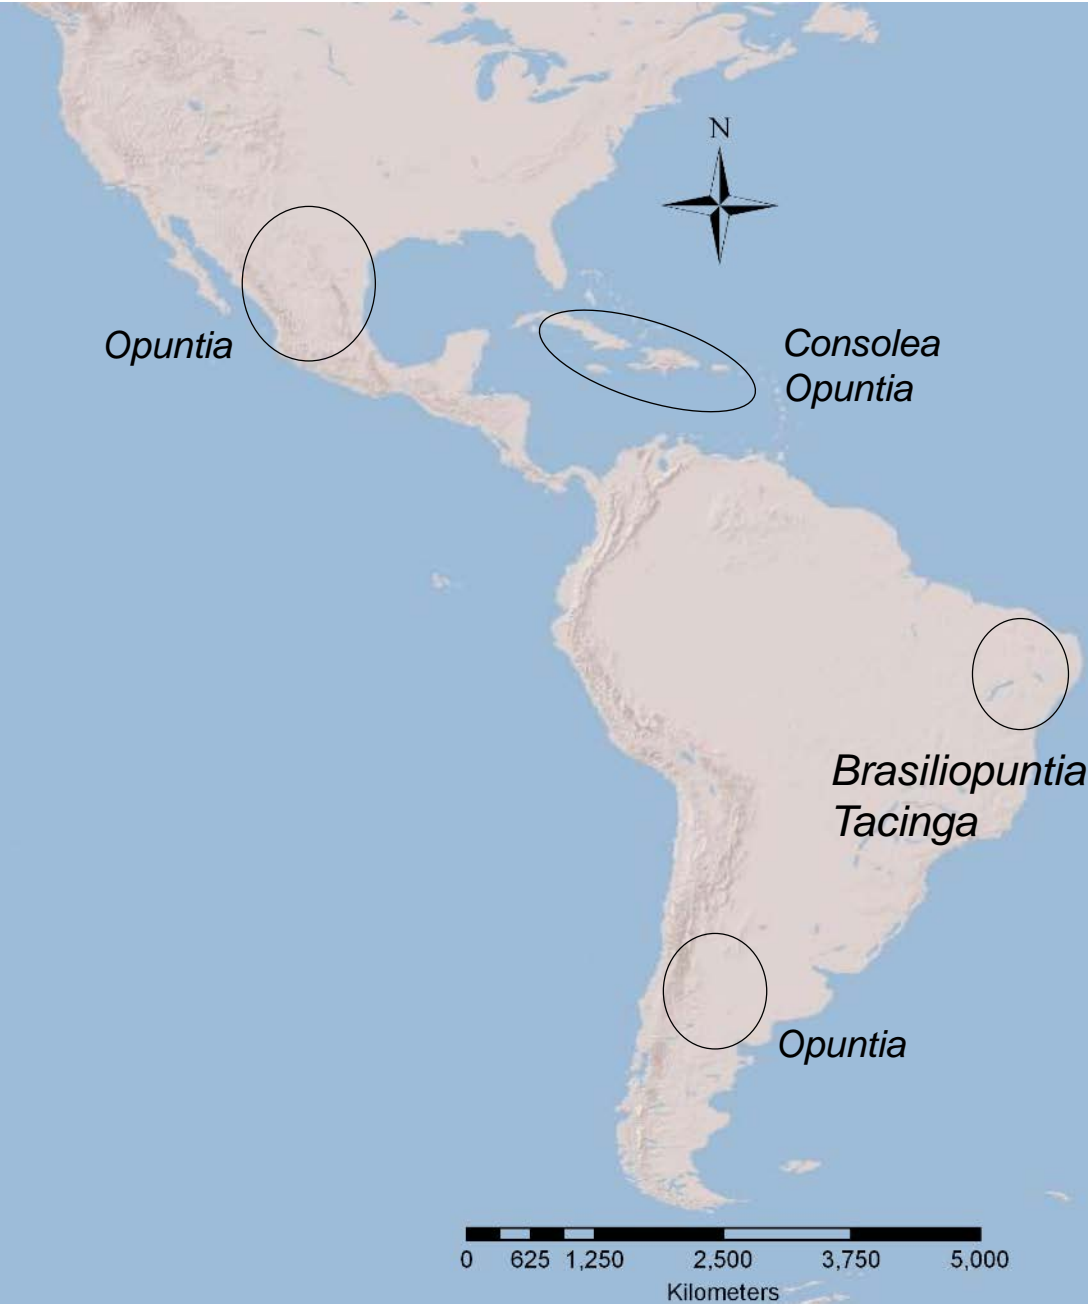 N
Opuntia
Consolea
Opuntia
Brasiliopuntia
Tacinga
Opuntia
0 625 1,250 2,500 3,750 5,000
Kilometers